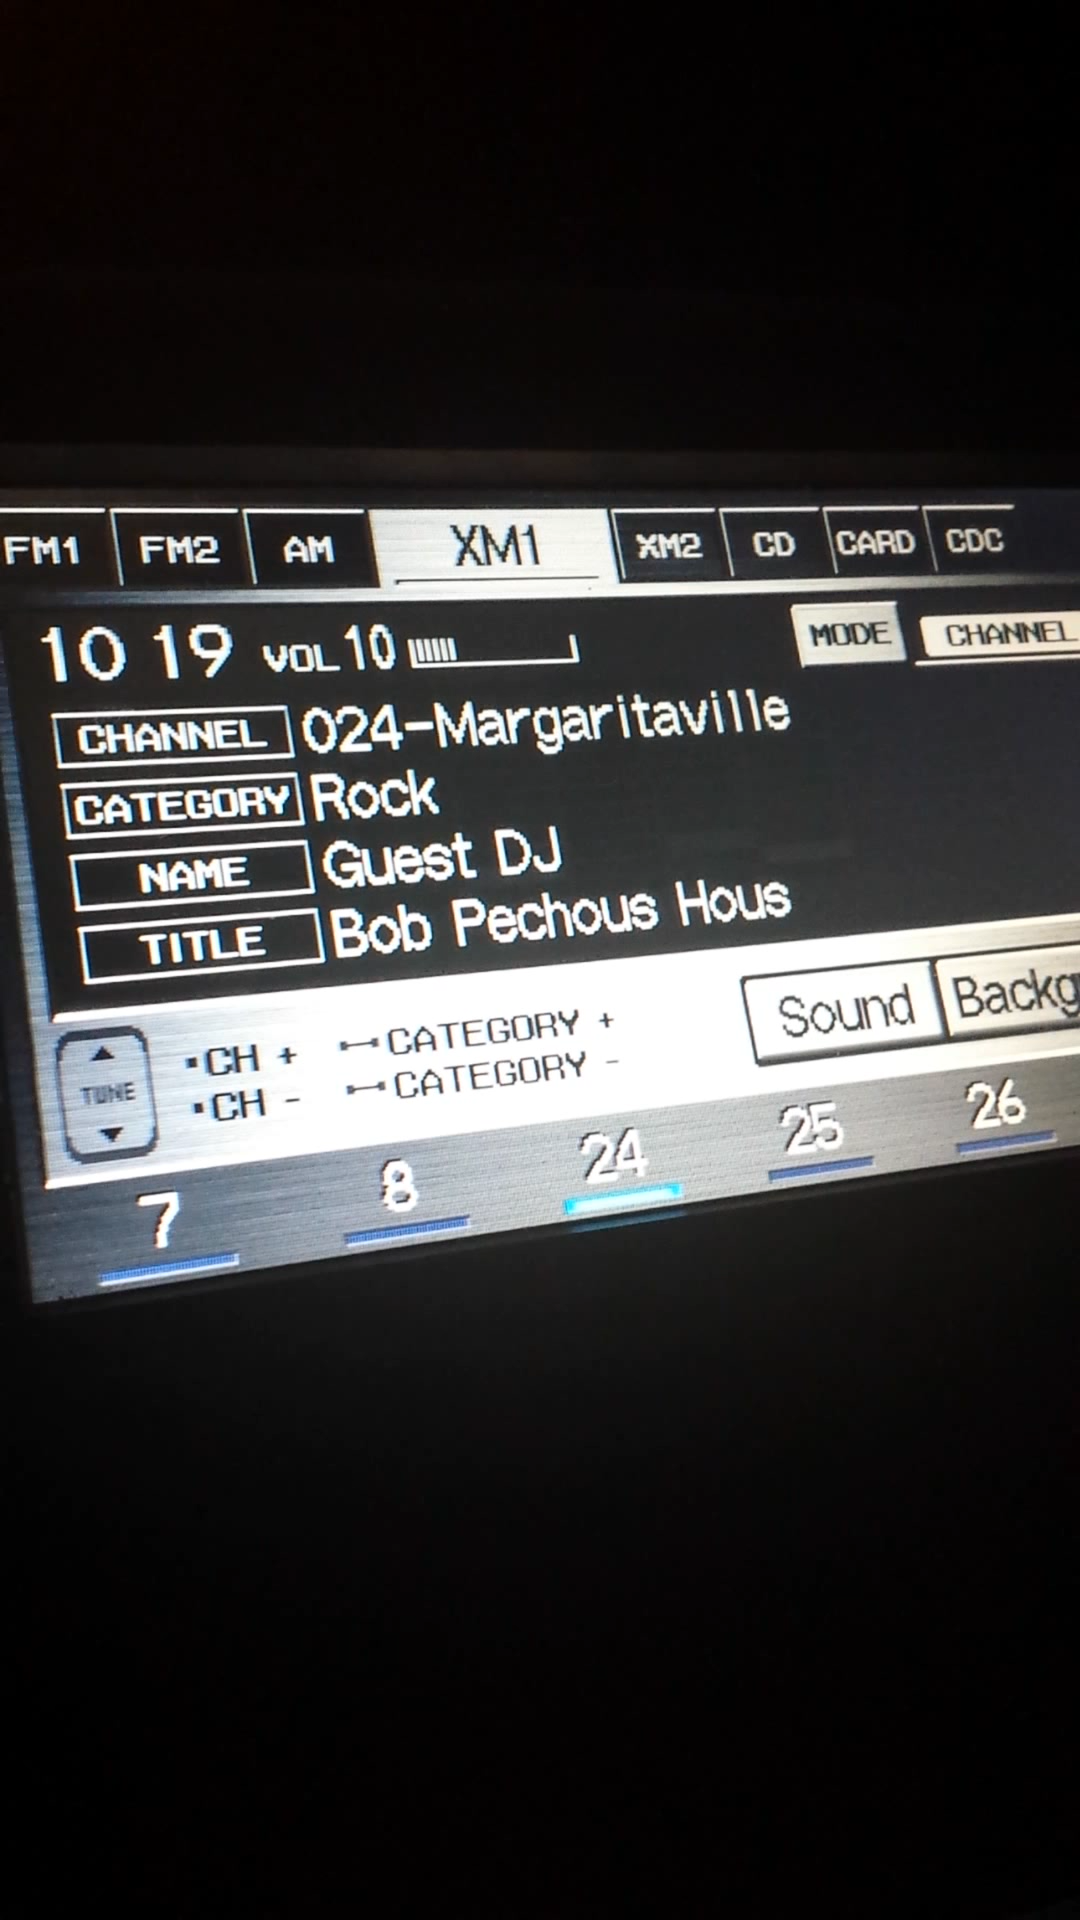 FM1 FM2 AM XM1 XM2 CD CARD CDC
10 19 VOL 10 MODE CHANNEL
CHANNEL 024-Margaritaville
CATEGORY Rock
NAME Guest DJ
TITLE Bob Pechous Hous
Sound Backg
TUNE
CH + CATEGORY +
CH - CATEGORY -
7 8 24 25 26